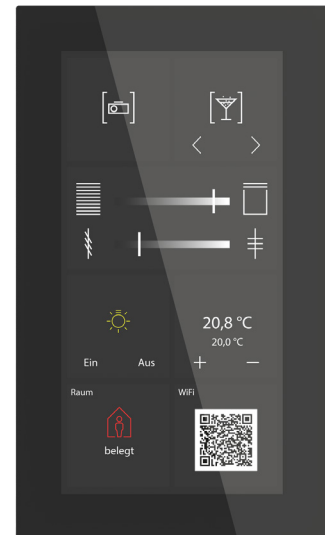 20,8 °C
20,0 °C
Ein Aus
+ −
Raum
WiFi
belegt